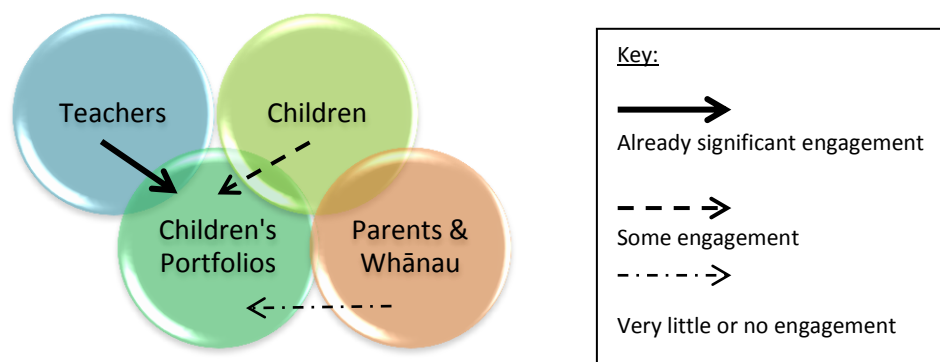 Teachers
Children
Children's
Portfolios
Parents &
Whānau
Key:
Already significant engagement
Some engagement
Very little or no engagement